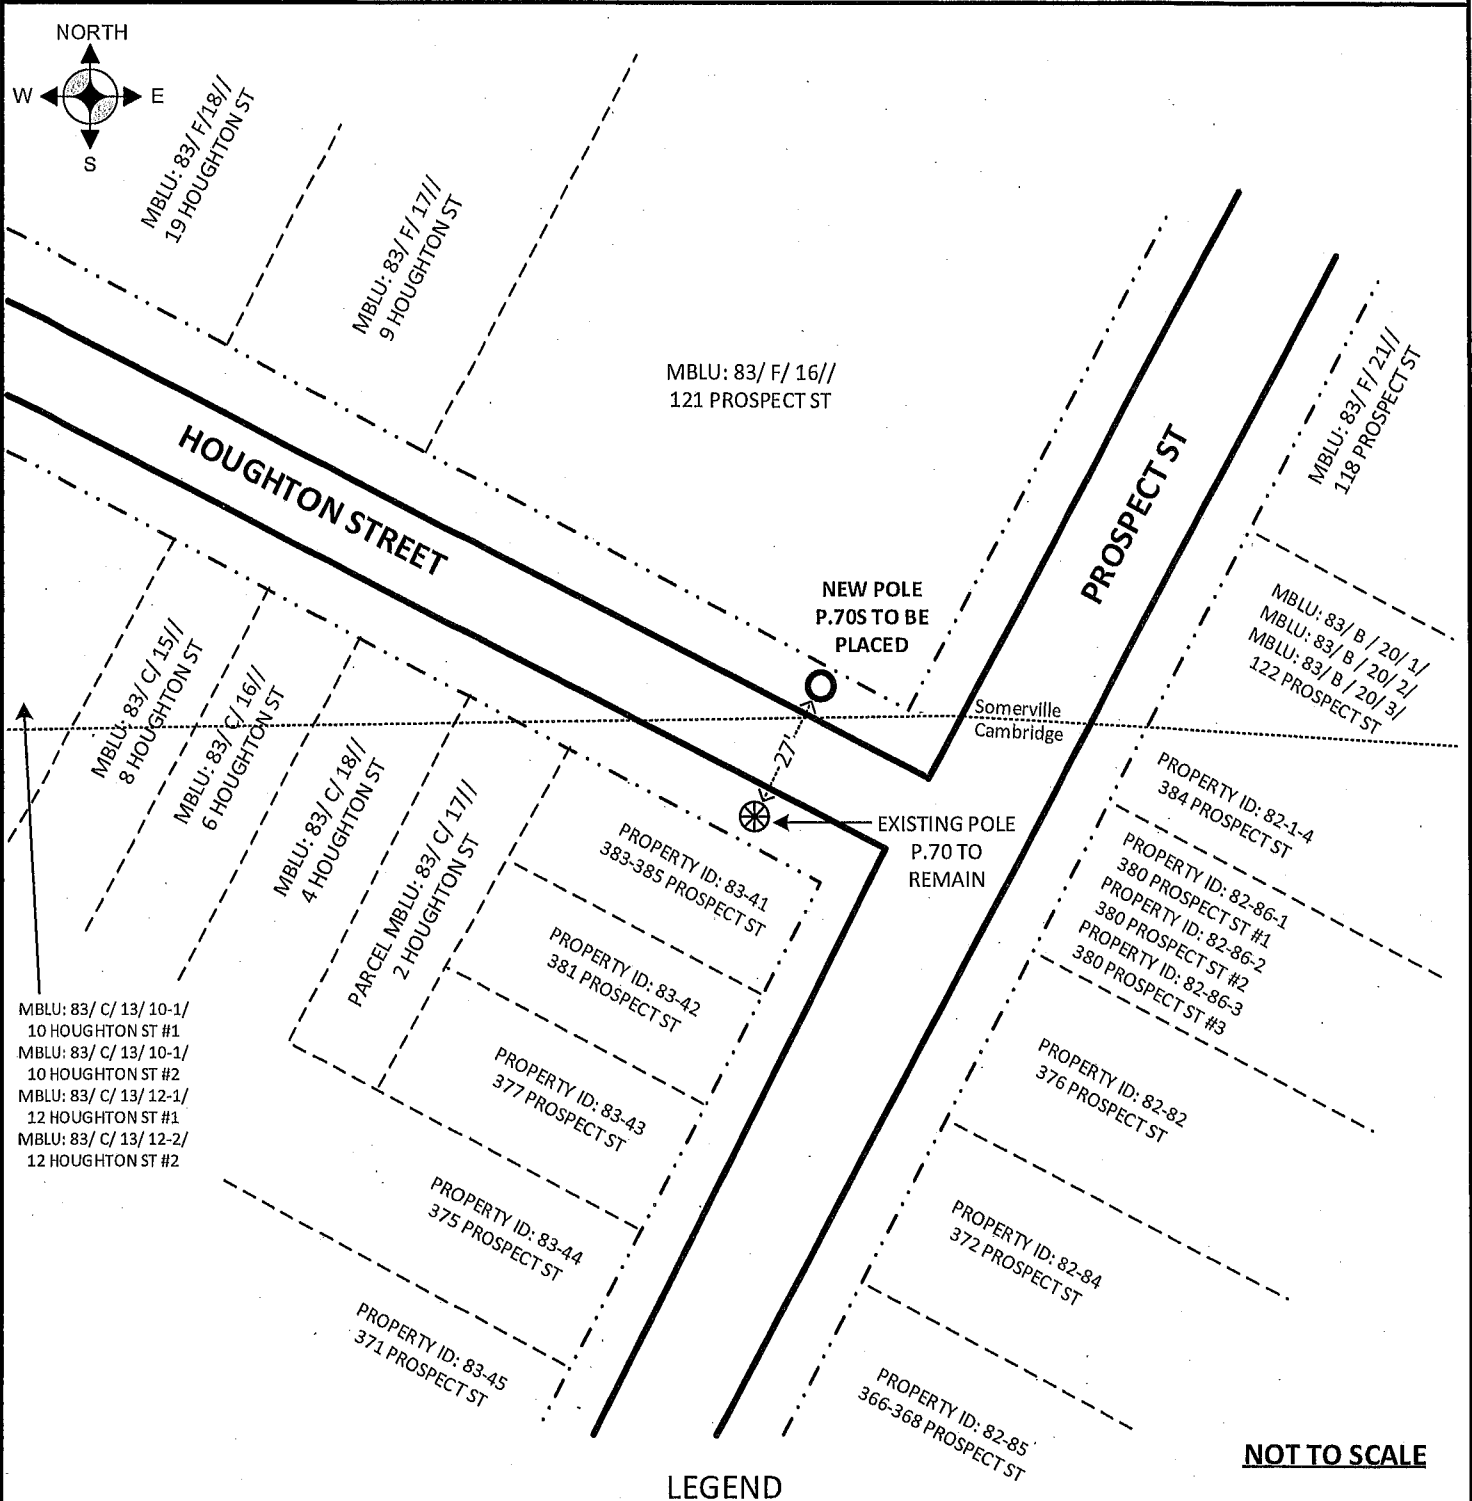 NORTH
W E
S
MBLU: 83/ F/18//
19 HOUGHTON ST
MBLU: 83/ F/ 17//
9 HOUGHTON ST
MBLU: 83/ F/ 16//
121 PROSPECT ST
MBLU: 83/ F/ 21//
118 PROSPECT ST
HOUGHTON STREET
PROSPECT ST
NEW POLE
P.70S TO BE
PLACED
MBLU: 83/ B / 20/ 1/
MBLU: 83/ B / 20/ 2/
MBLU: 83/ B / 20/ 3/
122 PROSPECT ST
Somerville
Cambridge
27'
MBLU: 83/ C/ 15//
8 HOUGHTON ST
MBLU: 83/ C/ 16//
6 HOUGHTON ST
MBLU: 83/ C/ 18//
4 HOUGHTON ST
PARCEL MBLU: 83/ C/ 17//
2 HOUGHTON ST
EXISTING POLE
P.70 TO
REMAIN
PROPERTY ID: 83-41
383-385 PROSPECT ST
PROPERTY ID: 83-42
381 PROSPECT ST
PROPERTY ID: 83-43
377 PROSPECT ST
PROPERTY ID: 83-44
375 PROSPECT ST
PROPERTY ID: 83-45
371 PROSPECT ST
PROPERTY ID: 82-1-4
384 PROSPECT ST
PROPERTY ID: 82-86-1
380 PROSPECT ST #1
PROPERTY ID: 82-86-2
380 PROSPECT ST #2
PROPERTY ID: 82-86-3
380 PROSPECT ST #3
PROPERTY ID: 82-82
376 PROSPECT ST
PROPERTY ID: 82-84
372 PROSPECT ST
PROPERTY ID: 82-85
366-368 PROSPECT ST
MBLU: 83/ C/ 13/ 10-1/
10 HOUGHTON ST #1
MBLU: 83/ C/ 13/ 10-1/
10 HOUGHTON ST #2
MBLU: 83/ C/ 13/ 12-1/
12 HOUGHTON ST #1
MBLU: 83/ C/ 13/ 12-2/
12 HOUGHTON ST #2
NOT TO SCALE
LEGEND